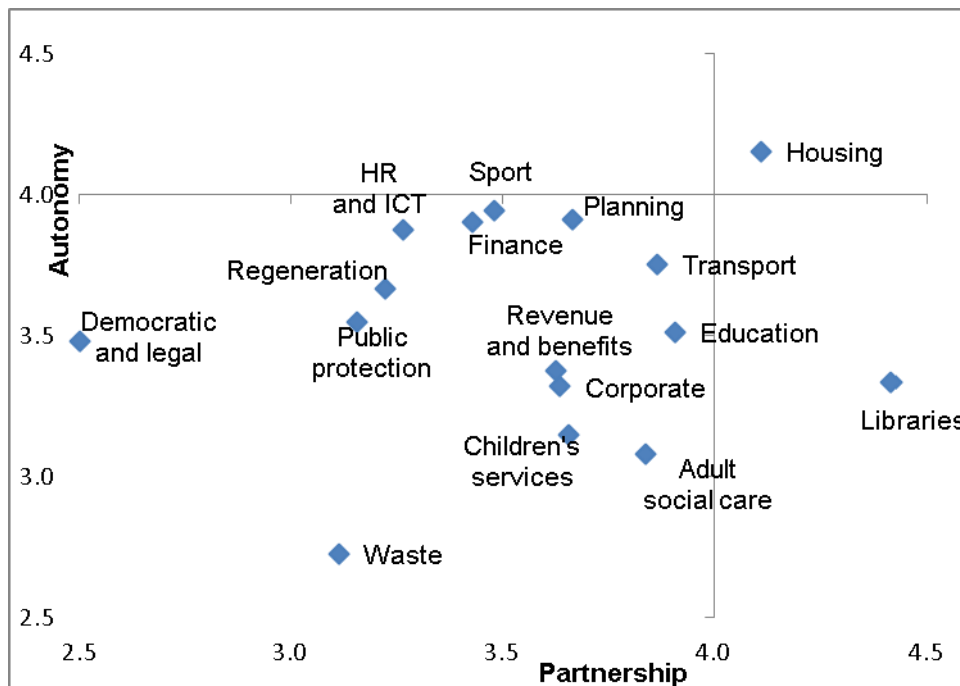 4.5
Autonomy
Housing
HR
and ICT
Sport
4.0
Planning
Finance
Transport
Regeneration
Democratic
and legal
3.5
Public
protection
Revenue
and benefits
Education
Corporate
Libraries
Children's
services
3.0
Adult
social care
Waste
2.5
2.5
3.0
3.5
4.0
4.5
Partnership